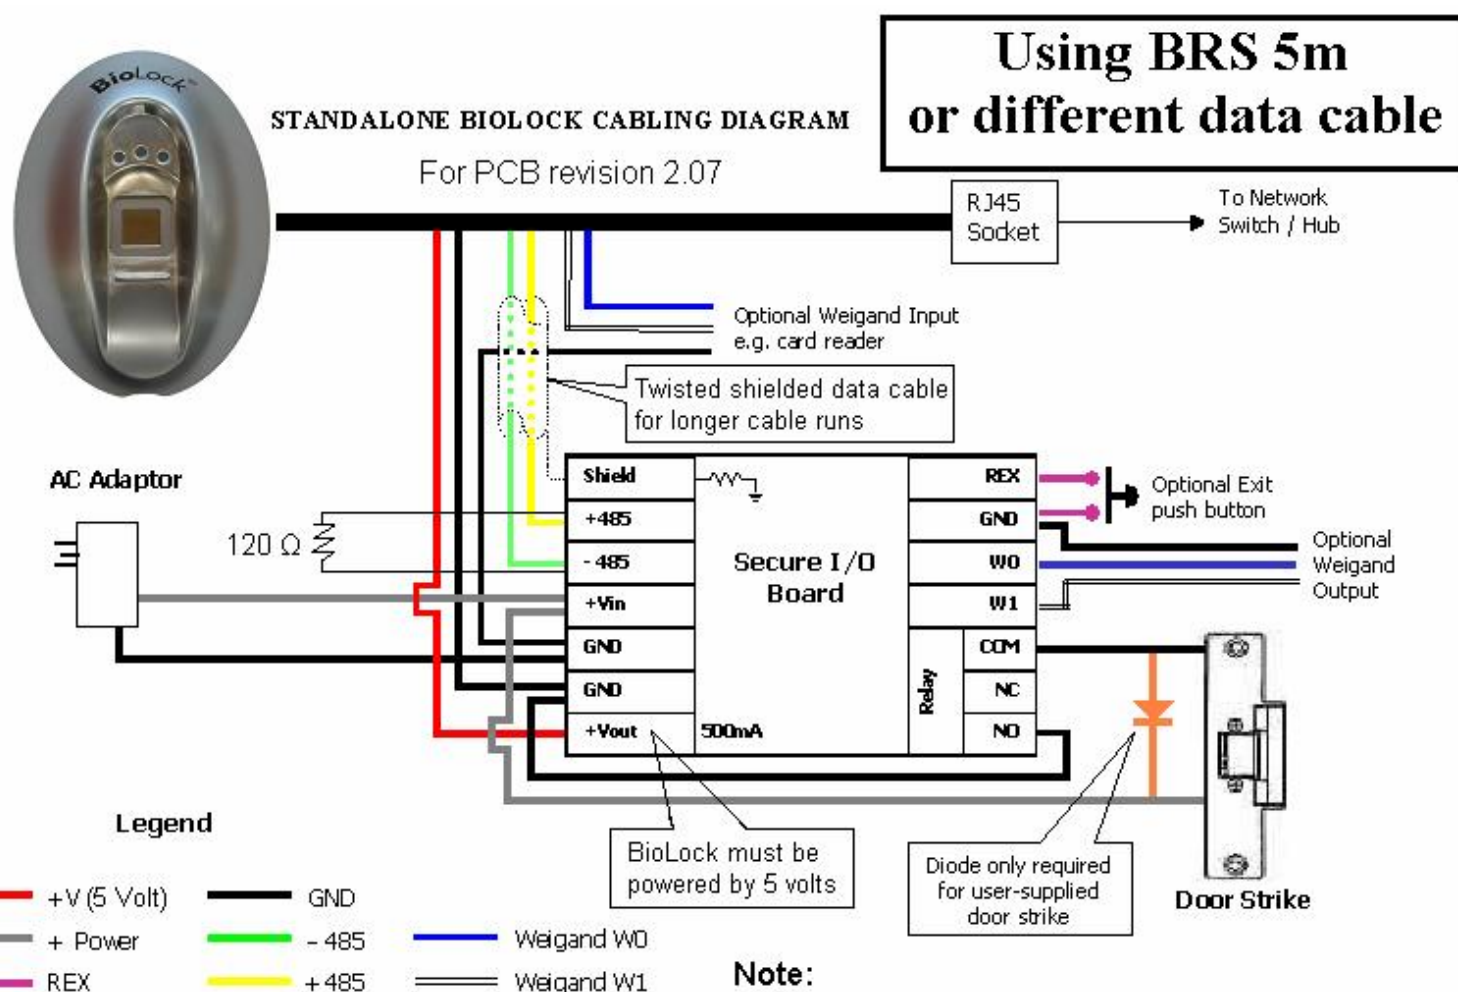 Using BRS 5m
or different data cable
BioLock™
STANDALONE BIOLOCK CABLING DIAGRAM
For PCB revision 2.07
RJ45
Socket
To Network
Switch / Hub
Optional Weigand Input
e.g. card reader
Twisted shielded data cable
for longer cable runs
AC Adaptor
120 Ω
Shield
+485
- 485
+Vin
GND
GND
+Vout
500mA
Secure I/O
Board
REX
GND
W0
W1
Relay
COM
NC
NO
Optional Exit
push button
Optional
Weigand
Output
BioLock must be
powered by 5 volts
Diode only required
for user-supplied
door strike
Door Strike
Legend
+V (5 Volt)
GND
+ Power
- 485
Weigand W0
REX
+485
Weigand W1
Note: